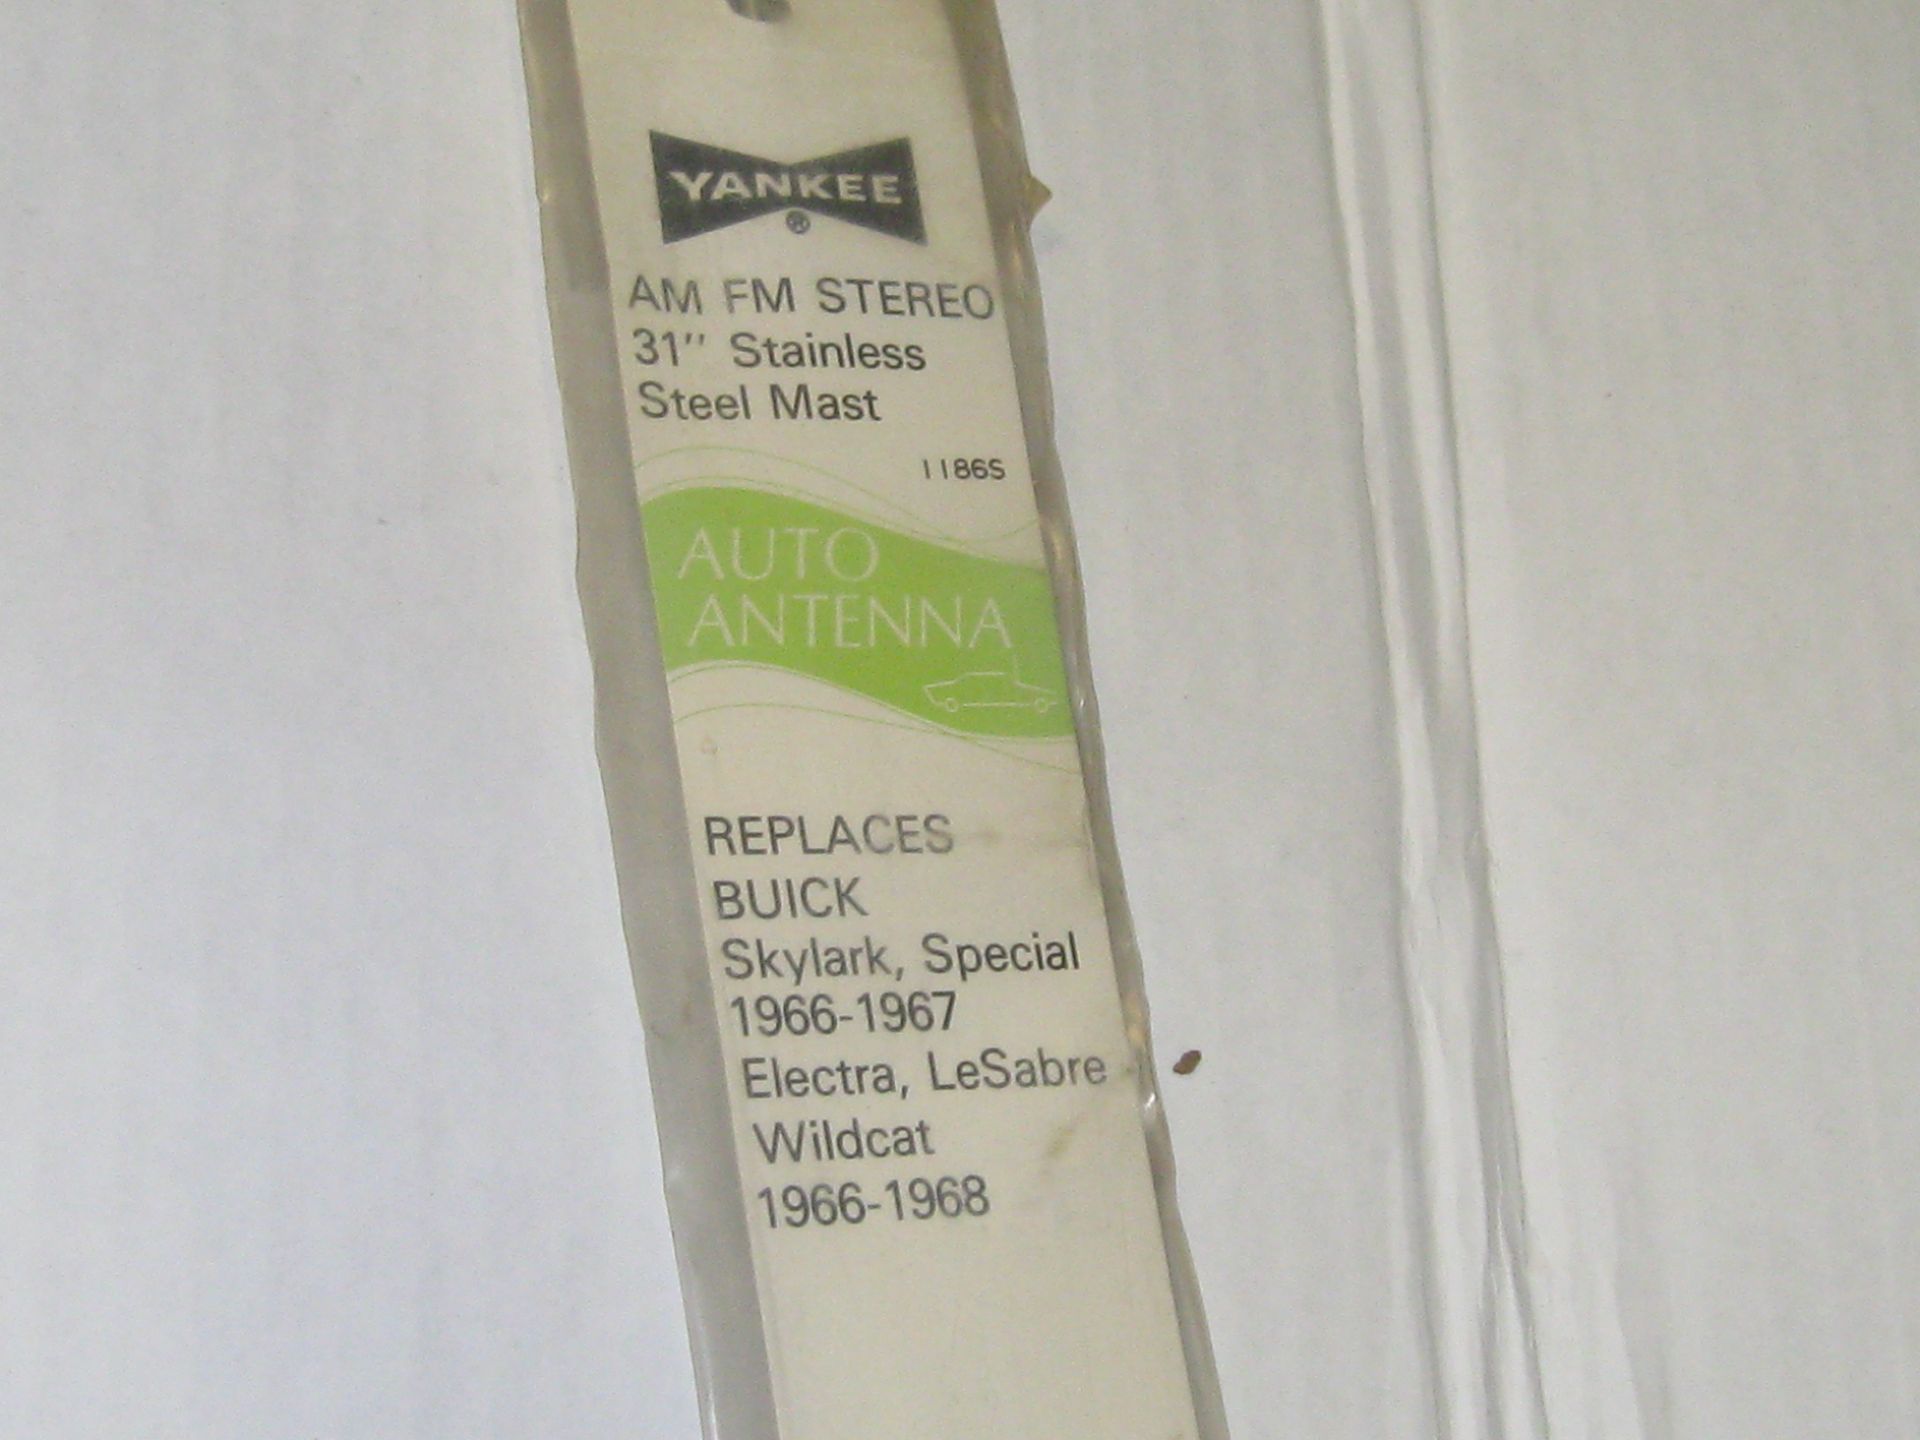 YANKEE
®
AM FM STEREO
31" Stainless
Steel Mast
1186S
AUTO
ANTENNA
REPLACES
BUICK
Skylark, Special
1966-1967
Electra, LeSabre
Wildcat
1966-1968